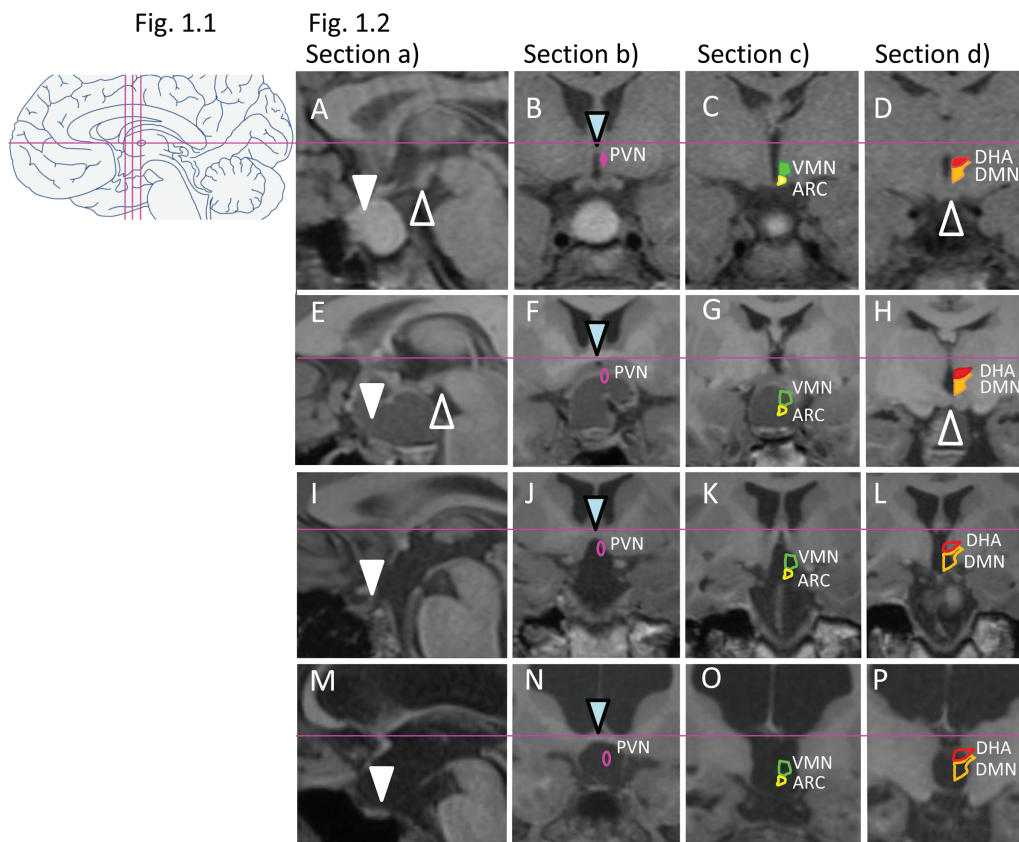 Fig. 1.1
Fig. 1.2
Section a)
Section b)
Section c)
Section d)
A
B
PVN
C
VMN
ARC
D
DHA
DMN
E
F
PVN
G
VMN
ARC
H
DHA
DMN
I
J
PVN
K
VMN
ARC
L
DHA
DMN
M
N
PVN
O
VMN
ARC
P
DHA
DMN